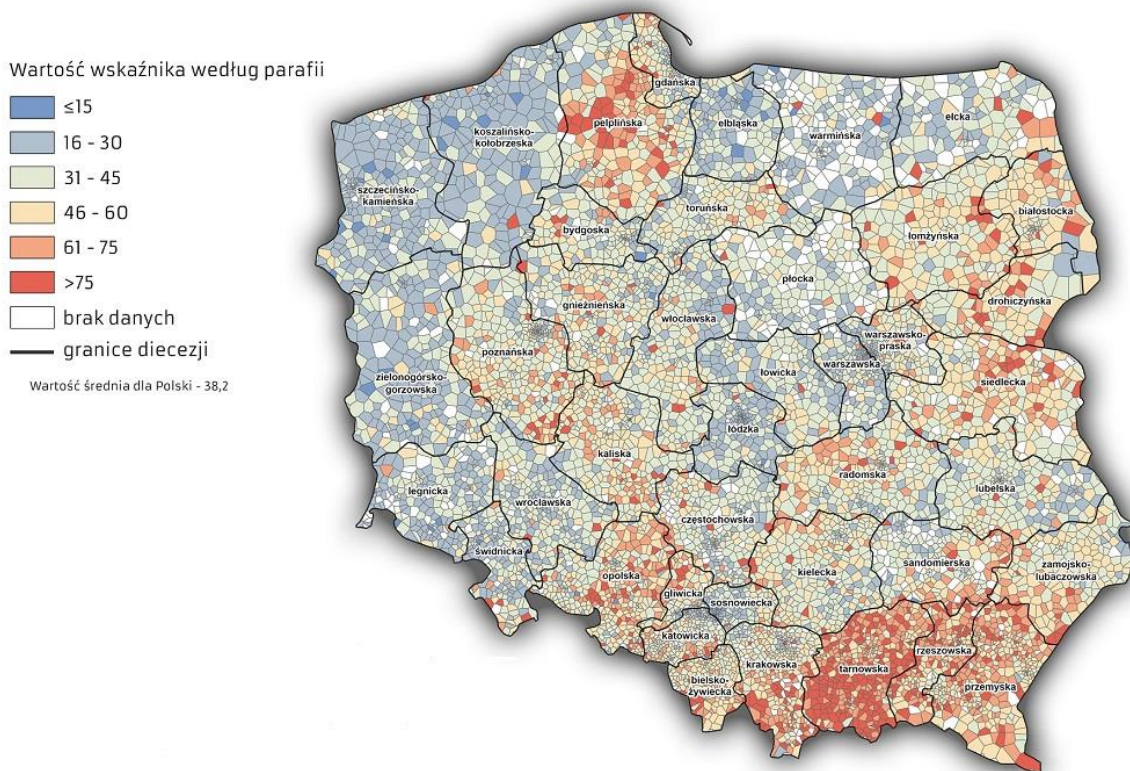 Wartość wskaźnika według parafii
≤15
16 - 30
31 - 45
46 - 60
61 - 75
>75
brak danych
granice diecezji
Wartość średnia dla Polski - 38,2
gdańska
koszalińsko-
kołobrzeska
pelplińska
elbląska
warmińska
ełcka
szczecińsko-
kamieńska
bydgoska
toruńska
łomżyńska
białostocka
płocka
drohiczyńska
gnieźnieńska
włocławska
poznańska
warszawsko-
praska
warszawska
zielonogórsko-
gorzowska
łowicka
siedlecka
łódzka
kaliska
radomska
legnicka
wrocławska
lubelska
częstochowska
świdnicka
opolska
kielecka
sandomierska
zamojsko-
lubaczowska
gliwicka
sosnowiecka
katowicka
krakowska
tarnowska
rzeszowska
bielsko-
żywiecka
przemyska